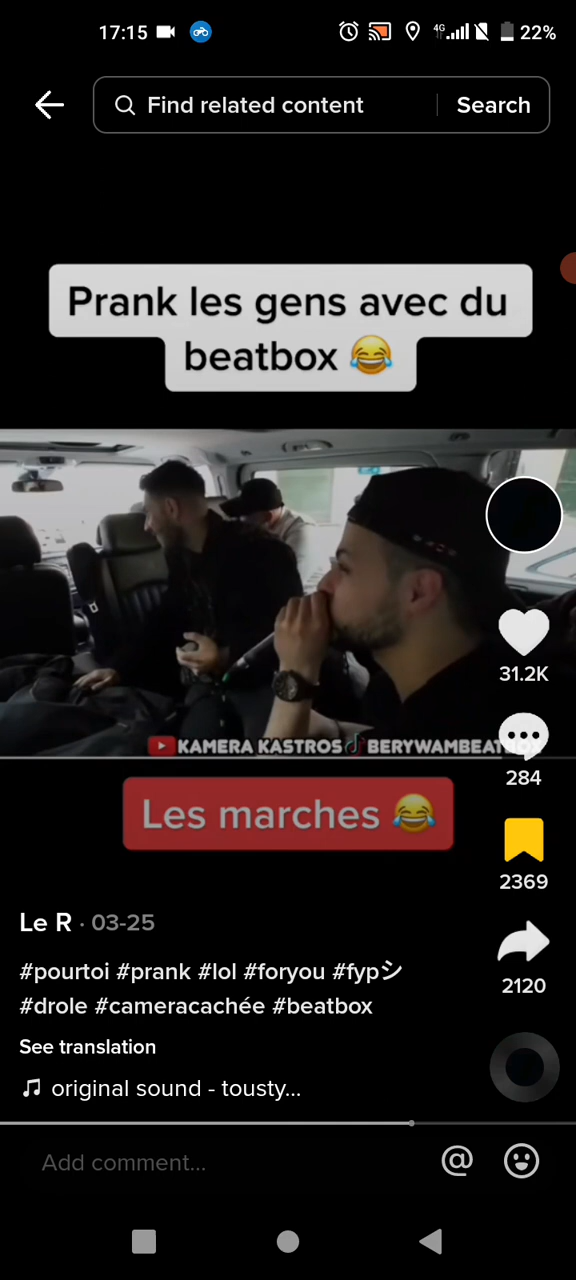 17:15 4G 22%
Find related content Search
Prank les gens avec du
beatbox 😂
KAMERA KASTROS BERYWAMBEAT
Les marches 😂
31.2K
284
2369
2120
Le R · 03-25
#pourtoi #prank #lol #foryou #fypシ
#drole #cameracachée #beatbox
See translation
original sound - tousty...
Add comment... @